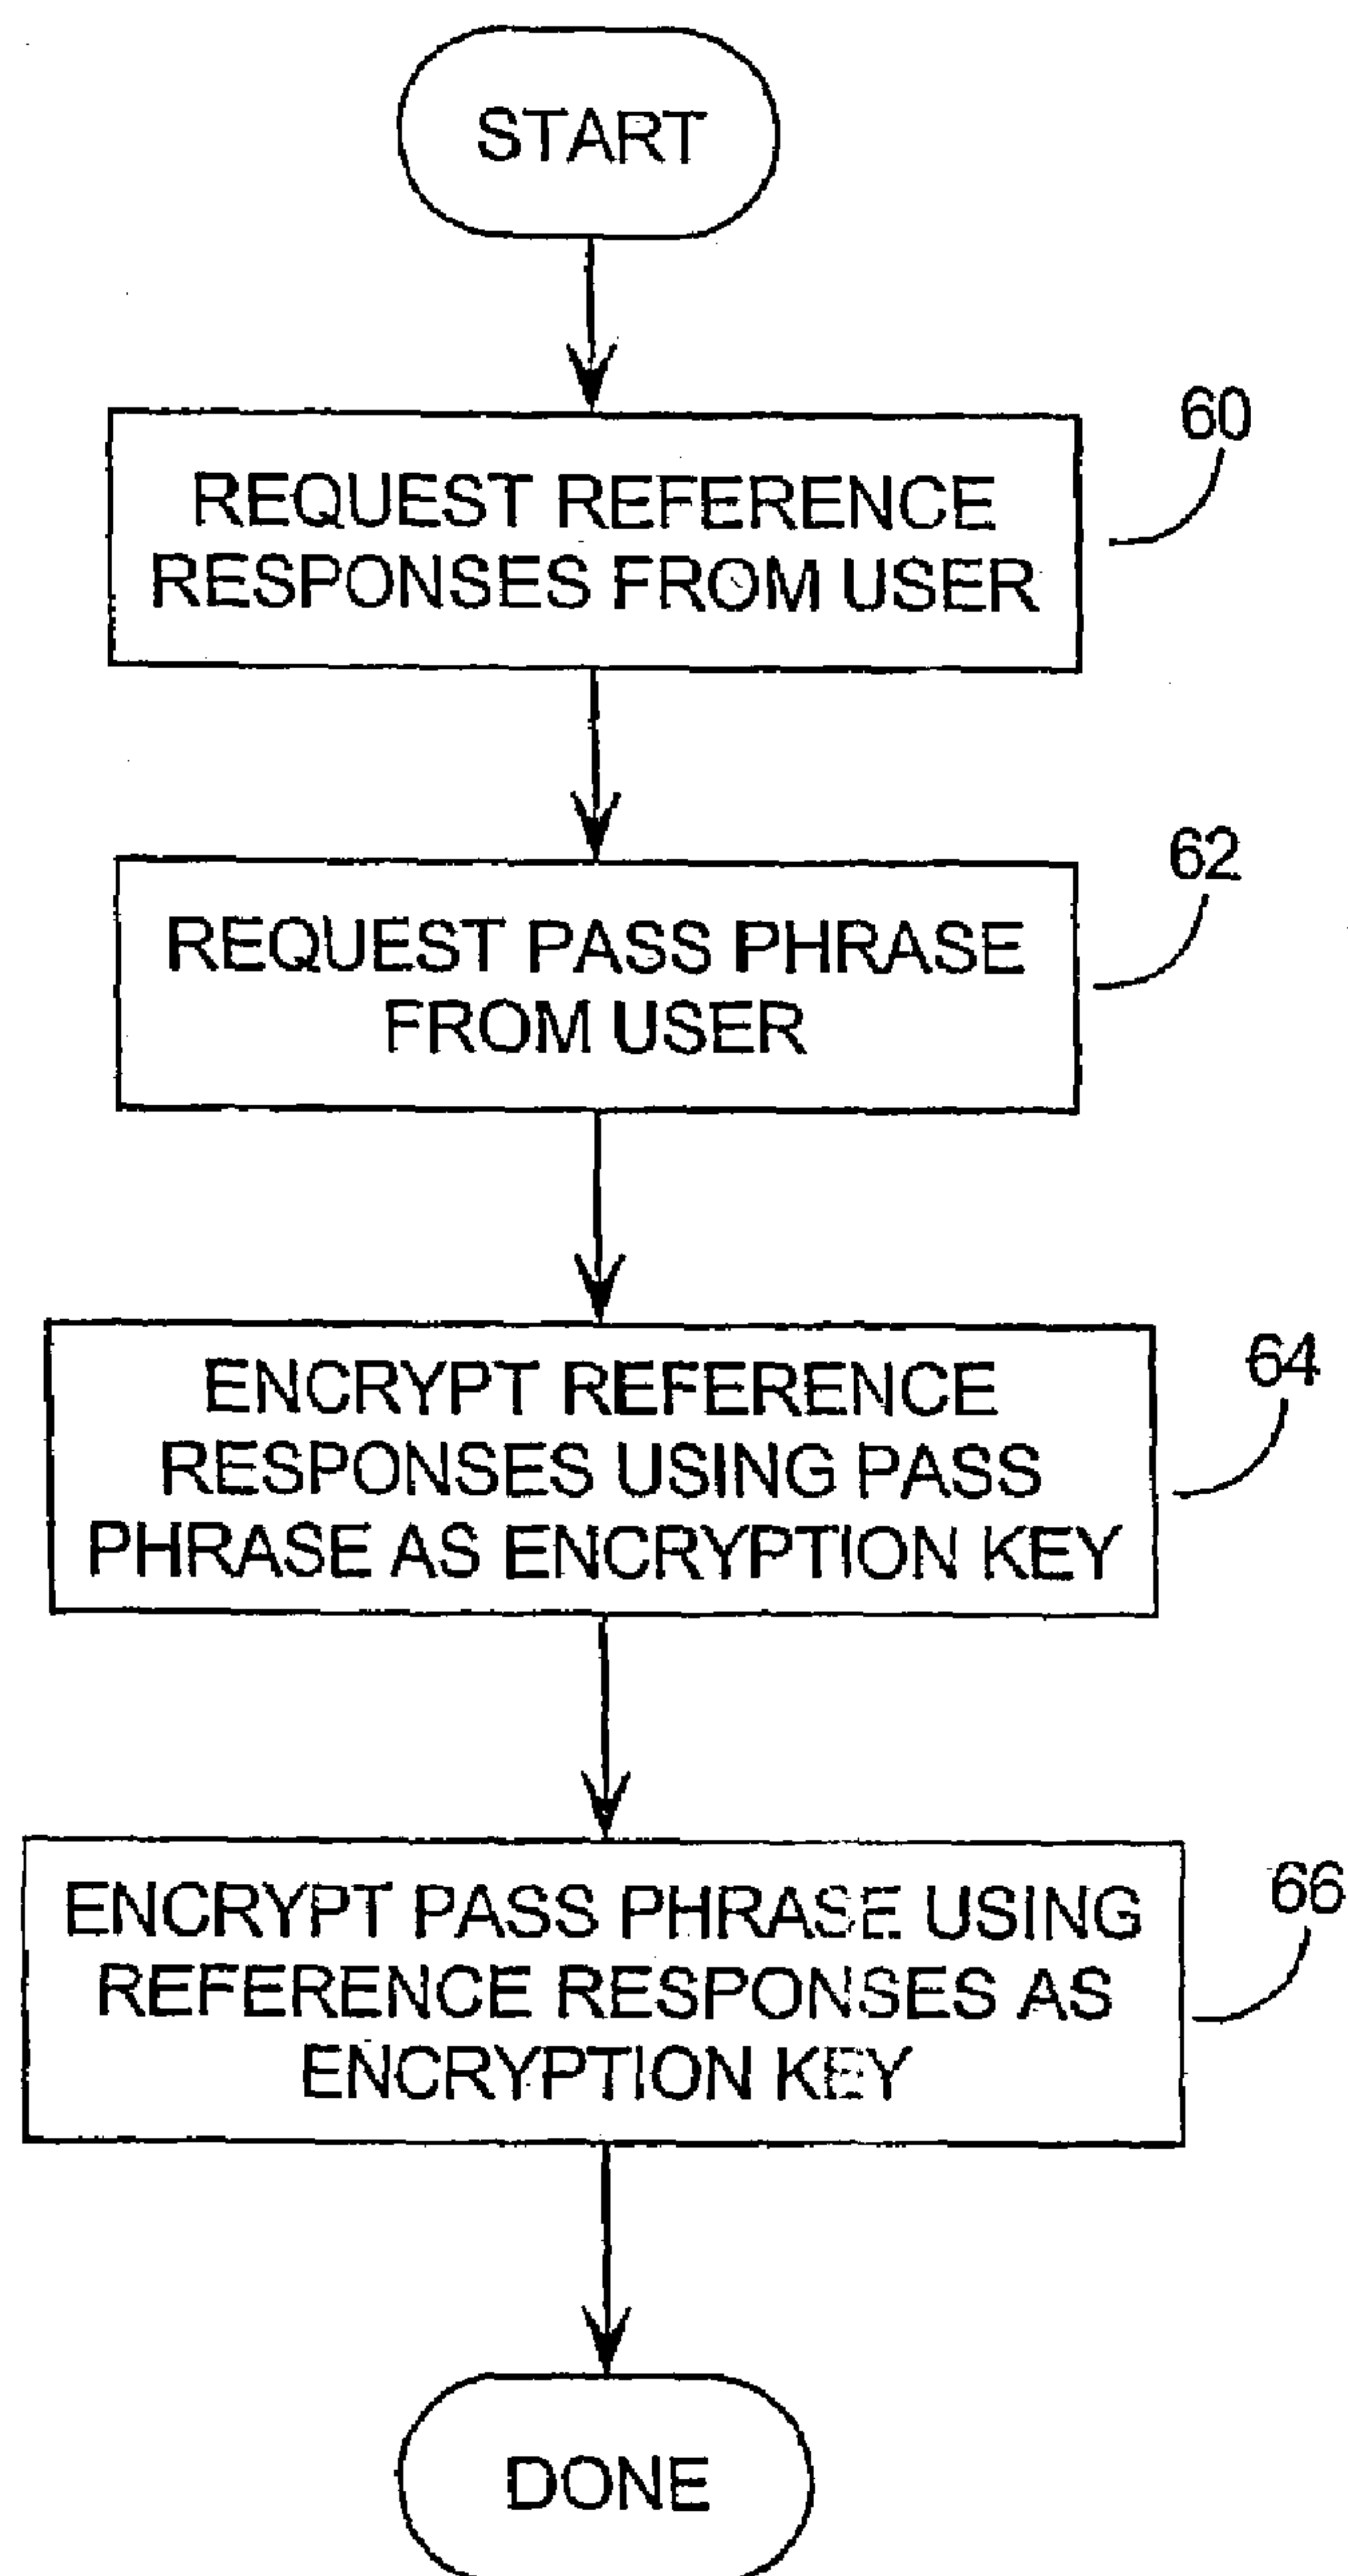 START
60
REQUEST REFERENCE
RESPONSES FROM USER
62
REQUEST PASS PHRASE
FROM USER
64
ENCRYPT REFERENCE
RESPONSES USING PASS
PHRASE AS ENCRYPTION KEY
66
ENCRYPT PASS PHRASE USING
REFERENCE RESPONSES AS
ENCRYPTION KEY
DONE